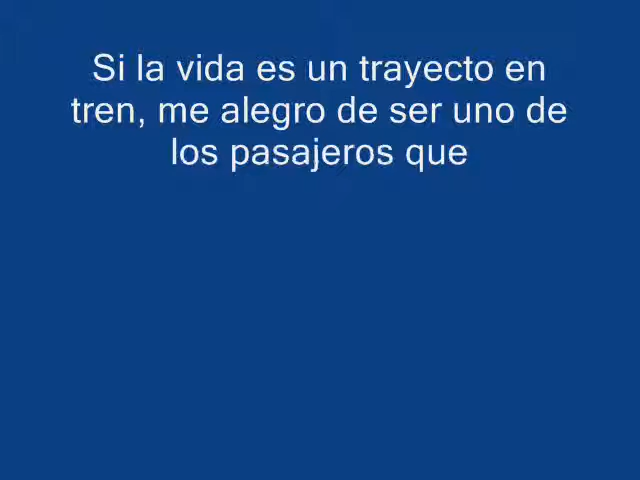 Si la vida es un trayecto en
tren, me alegro de ser uno de
los pasajeros que